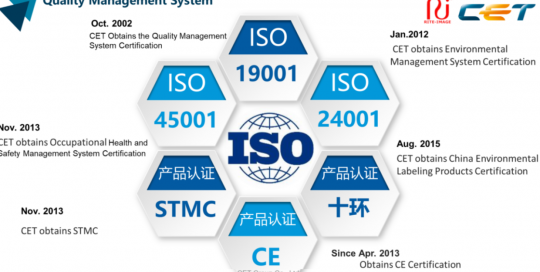 Quality Management System
RITE-IMAGE
CET
Oct. 2002
CET Obtains the Quality Management
System Certification
Jan.2012
CET obtains Environmental
Management System Certification
ISO
19001
ISO
45001
ISO
24001
ISO
Nov. 2013
CET obtains Occupational Health and
Safety Management System Certification
Aug. 2015
CET obtains China Environmental
Labeling Products Certification
产品认证
STMC
产品认证
十环
产品认证
CE
Nov. 2013
CET obtains STMC
Since Apr. 2013
Obtains CE Certification